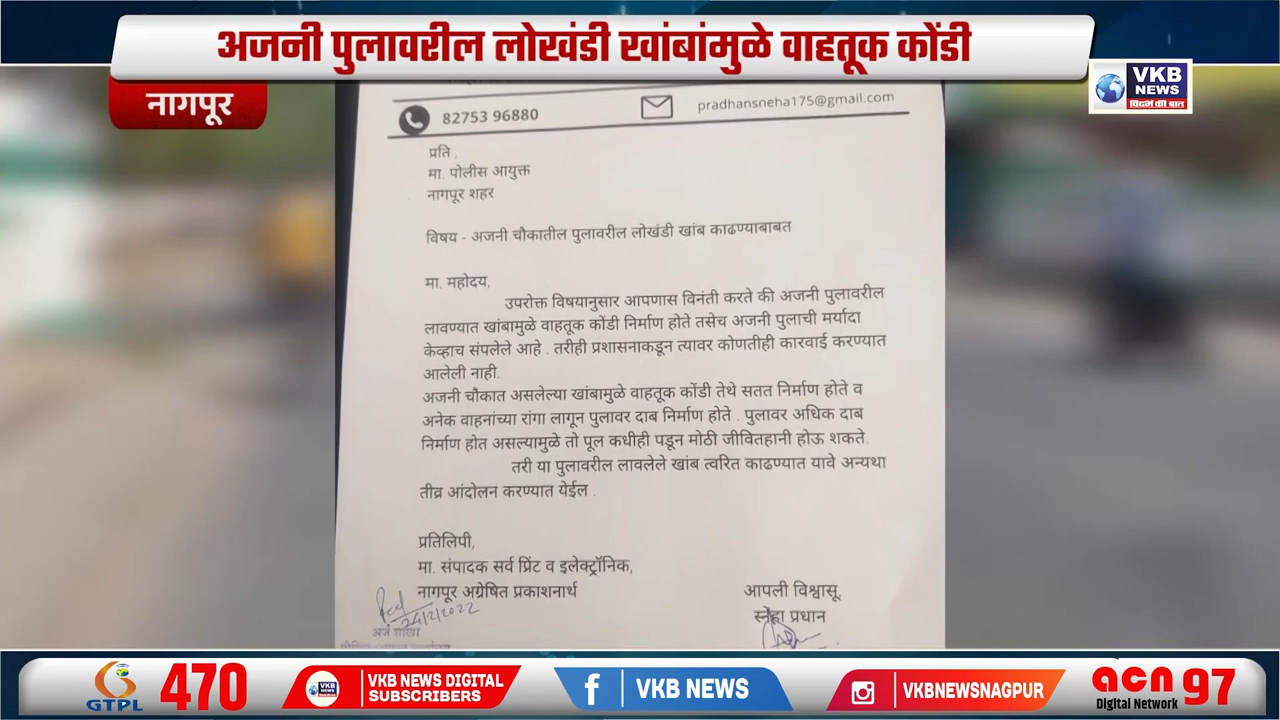 अजनी पुलावरील लोखंडी खांबांमुळे वाहतूक कोंडी
नागपूर
VKB
NEWS
विदर्भ की बात
82753 96880
pradhansneha175@gmail.com
प्रति ,
मा. पोलीस आयुक्त
नागपूर शहर
विषय - अजनी चौकातील पुलावरील लोखंडी खांब काढण्याबाबत
मा. महोदय,
उपरोक्त विषयानुसार आपणास विनंती करते की अजनी पुलावरील
लावण्यात खांबामुळे वाहतूक कोंडी निर्माण होते तसेच अजनी पुलाची मर्यादा
केव्हाच संपलेले आहे . तरीही प्रशासनाकडून त्यावर कोणतीही कारवाई करण्यात
आलेली नाही.
अजनी चौकात असलेल्या खांबामुळे वाहतूक कोंडी तेथे सतत निर्माण होते व
अनेक वाहनांच्या रांगा लागून पुलावर दाब निर्माण होते . पुलावर अधिक दाब
निर्माण होत असल्यामुळे तो पूल कधीही पडून मोठी जीवितहानी होऊ शकते.
तरी या पुलावरील लावलेले खांब त्वरित काढण्यात यावे अन्यथा
तीव्र आंदोलन करण्यात येईल .
प्रतिलिपी,
मा. संपादक सर्व प्रिंट व इलेक्ट्रॉनिक,
नागपूर अग्रेषित प्रकाशनार्थ
आपली विश्वासू,
स्नेहा प्रधान
24/2/2022
GTPL
470
VKB
NEWS
VKB NEWS DIGITAL
SUBSCRIBERS
VKB NEWS
VKBNEWSNAGPUR
acn 97
Digital Network